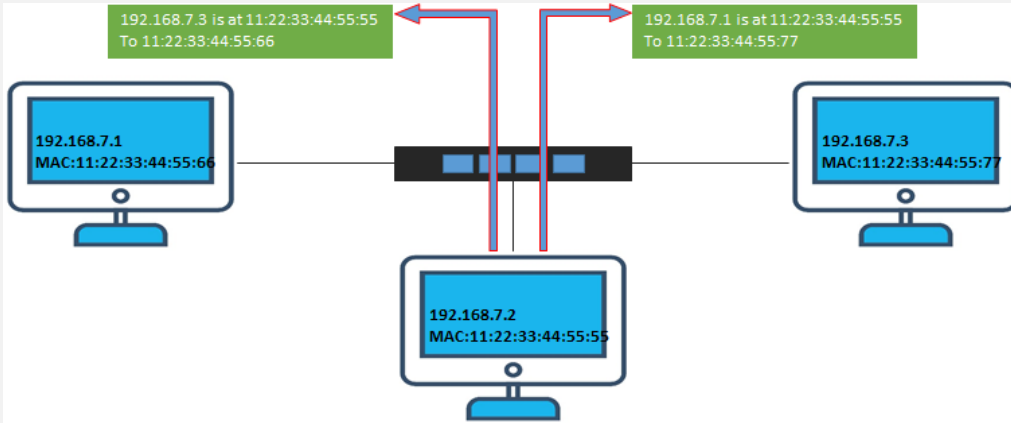 192.168.7.3 is at 11:22:33:44:55:55
To 11:22:33:44:55:66
192.168.7.1 is at 11:22:33:44:55:55
To 11:22:33:44:55:77
192.168.7.1
MAC:11:22:33:44:55:66
192.168.7.3
MAC:11:22:33:44:55:77
192.168.7.2
MAC:11:22:33:44:55:55